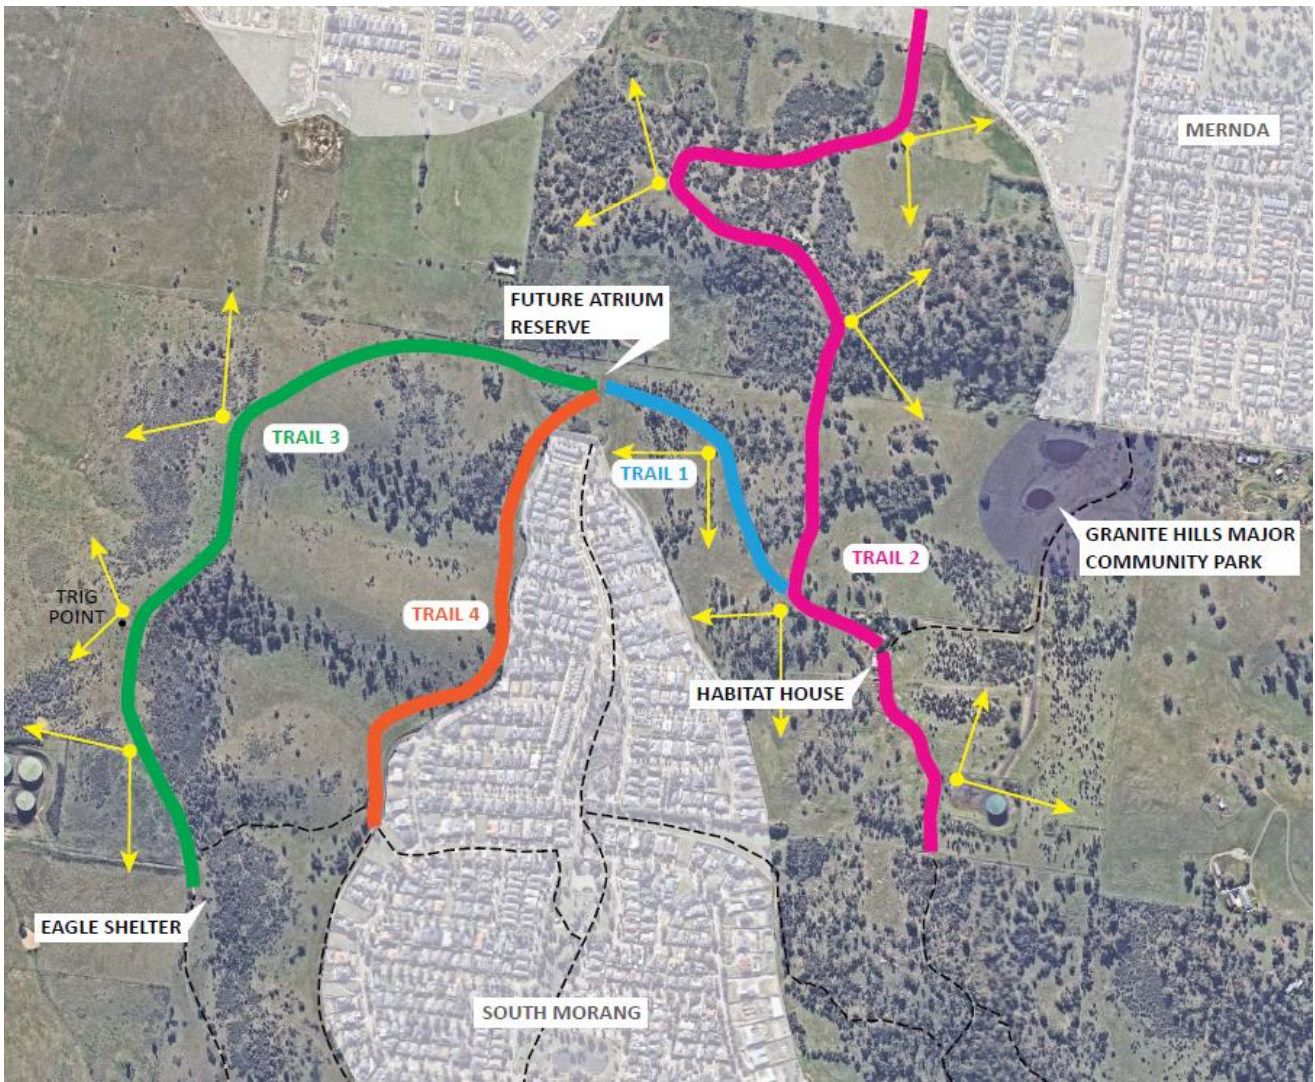 MERNDA
FUTURE ATRIUM
RESERVE
TRAIL 3
TRAIL 1
GRANITE HILLS MAJOR
COMMUNITY PARK
TRAIL 2
TRIG
POINT
TRAIL 4
HABITAT HOUSE
EAGLE SHELTER
SOUTH MORANG